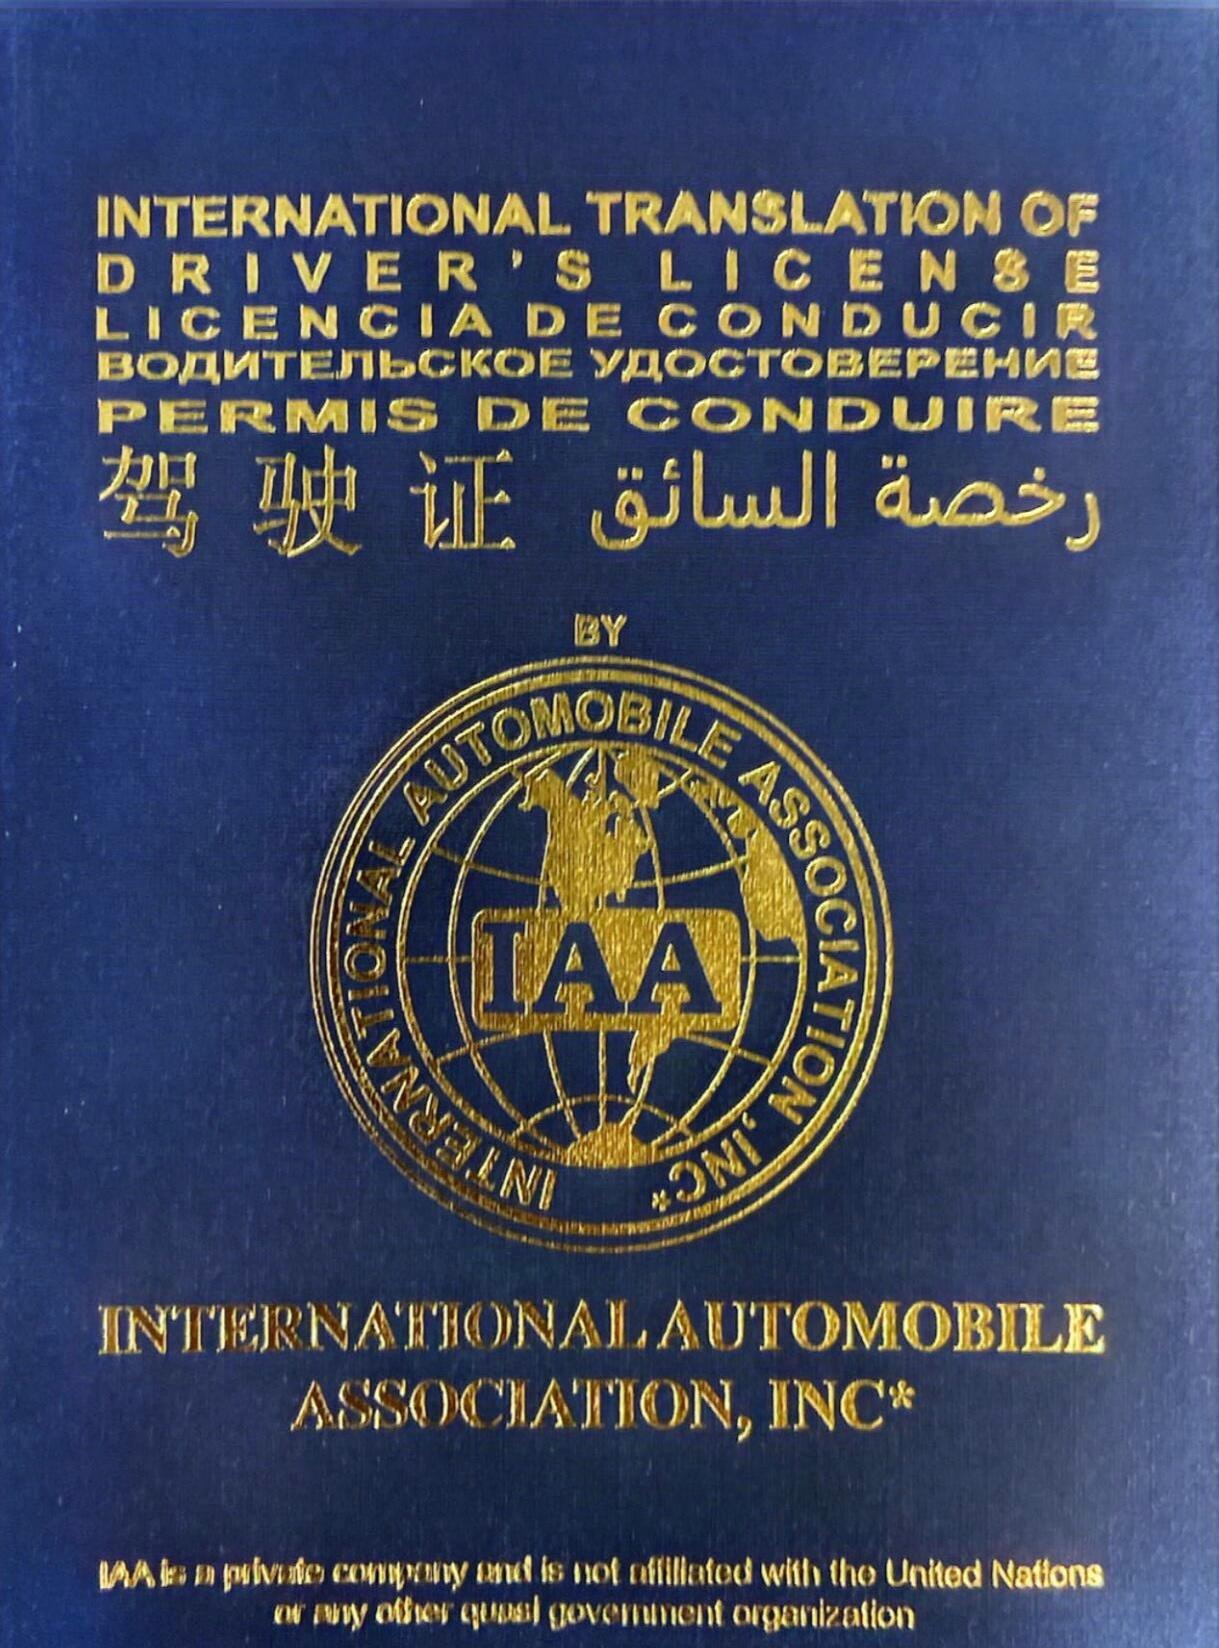 INTERNATIONAL TRANSLATION OF
DRIVER'S LICENSE
LICENCIA DE CONDUCIR
ВОДИТЕЛЬСКОЕ УДОСТОВЕРЕНИЕ
PERMIS DE CONDUIRE
驾驶证 رخصة السائق
BY
INTERNATIONAL AUTOMOBILE ASSOCIATION, INC*
IAA
INTERNATIONAL AUTOMOBILE
ASSOCIATION, INC*
IAA is a private company and is not affiliated with the United Nations
or any other quasi government organization